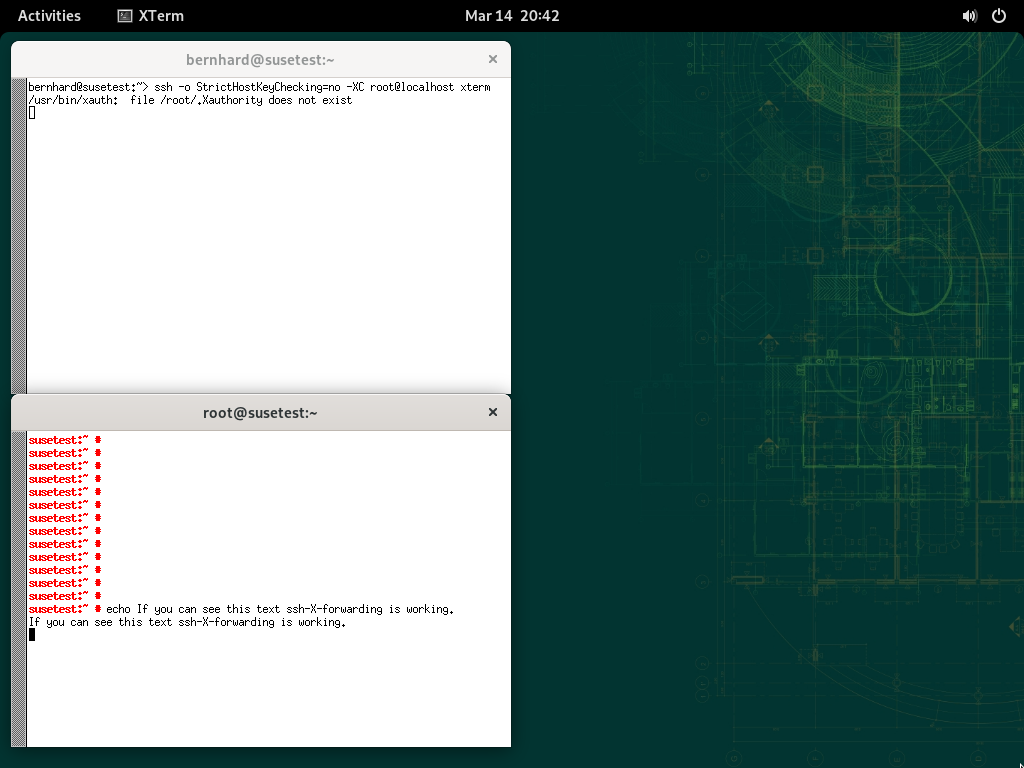 Activities XTerm Mar 14 20:42
bernhard@susetest:~
bernhard@susetest:~> ssh -o StrictHostKeyChecking=no -XC root@localhost xterm
/usr/bin/xauth:  file /root/.Xauthority does not exist
root@susetest:~
susetest:~ #
susetest:~ #
susetest:~ #
susetest:~ #
susetest:~ #
susetest:~ #
susetest:~ #
susetest:~ #
susetest:~ #
susetest:~ #
susetest:~ #
susetest:~ #
susetest:~ #
susetest:~ # echo If you can see this text ssh-X-forwarding is working.
If you can see this text ssh-X-forwarding is working.